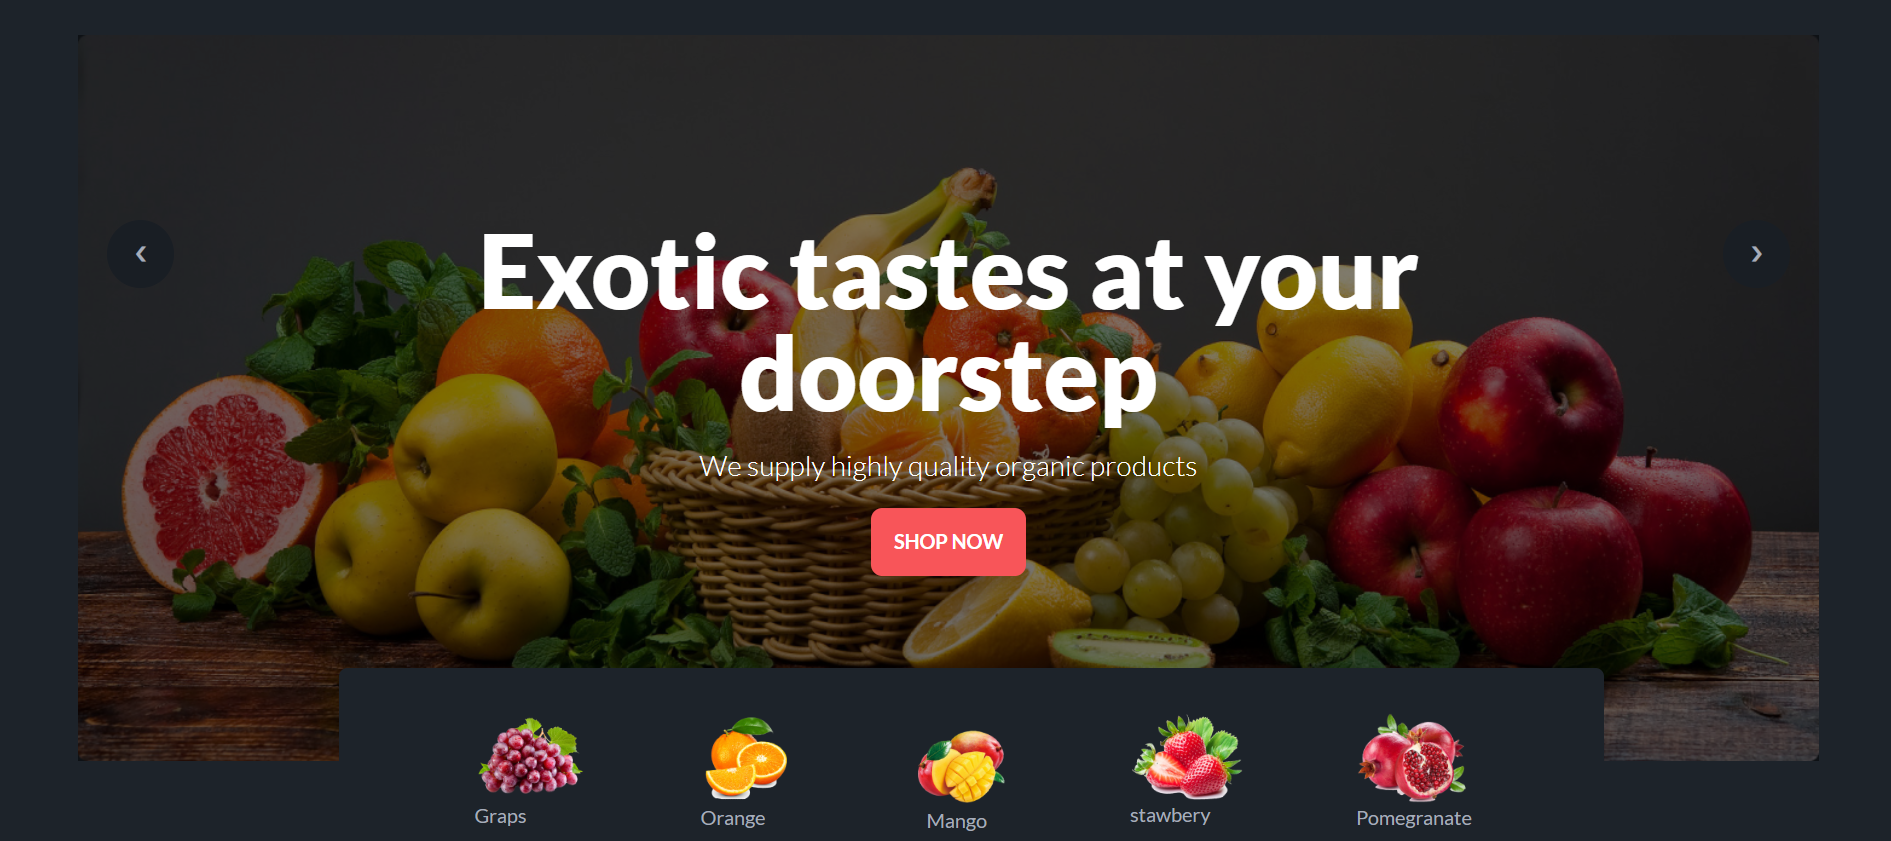 Exotic tastes at your
doorstep
We supply highly quality organic products
SHOP NOW
Graps
Orange
Mango
stawbery
Pomegranate